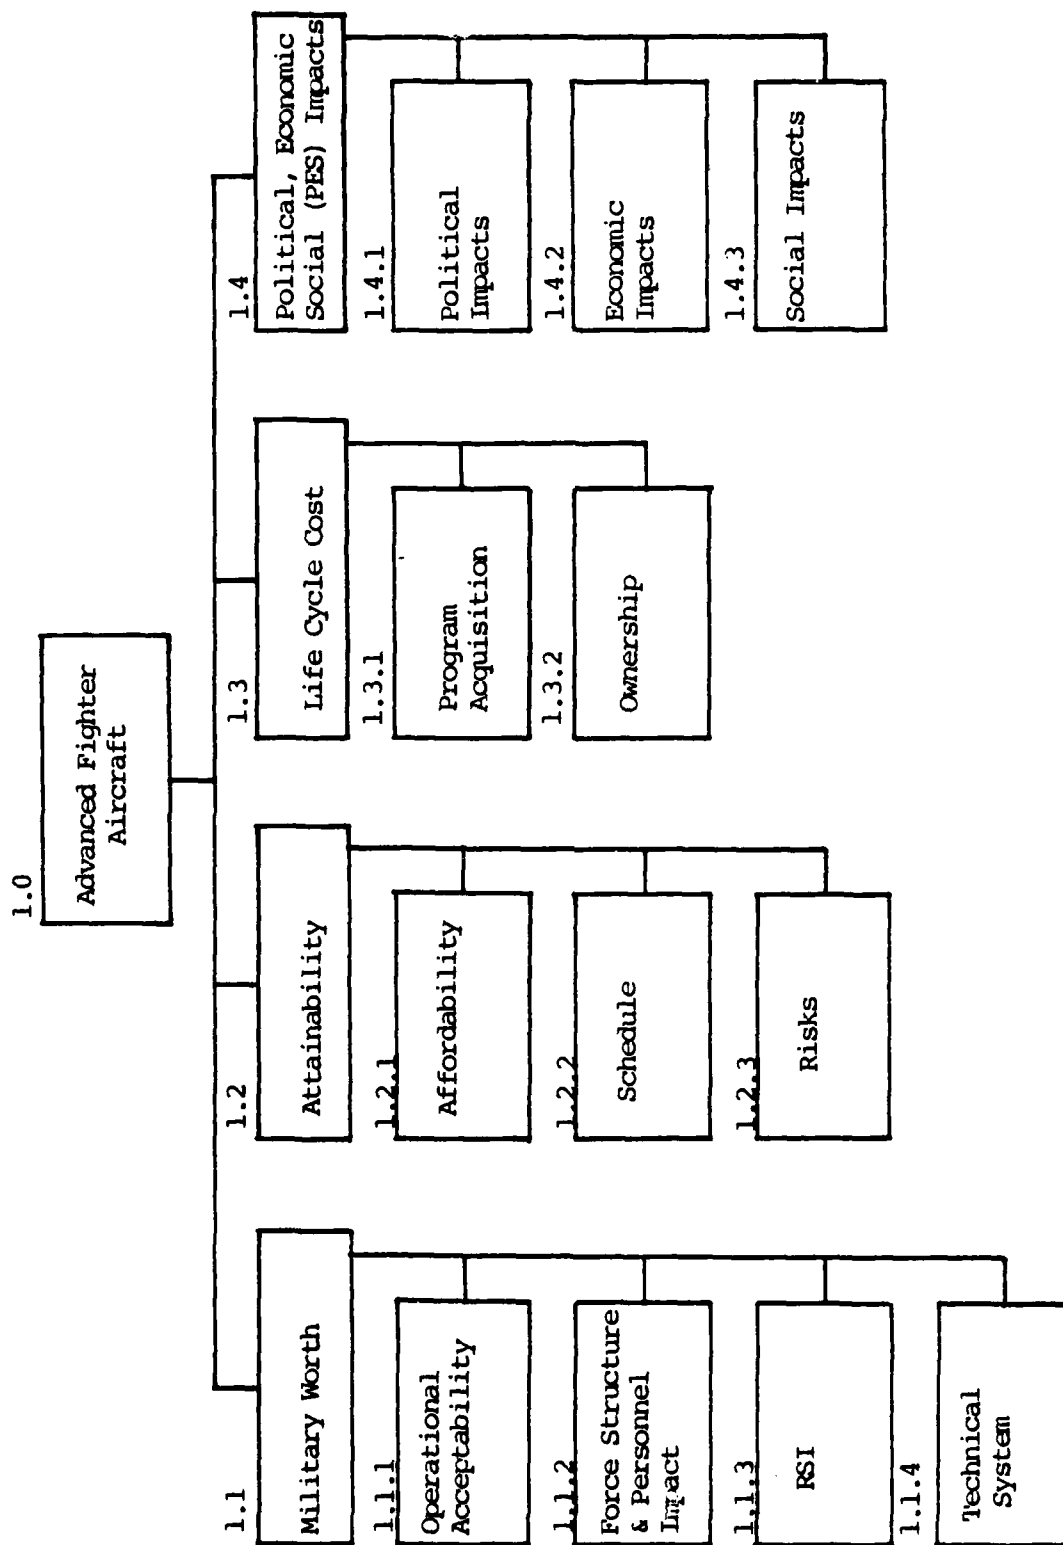 1.0
Advanced Fighter
Aircraft
1.1
Military Worth
1.1.1
Operational
Acceptability
1.1.2
Force Structure
& Personnel
Impact
1.1.3
RSI
1.1.4
Technical
System
1.2
Attainability
1.2.1
Affordability
1.2.2
Schedule
1.2.3
Risks
1.3
Life Cycle Cost
1.3.1
Program
Acquisition
1.3.2
Ownership
1.4
Political, Economic
Social (PES) Impacts
1.4.1
Political
Impacts
1.4.2
Economic
Impacts
1.4.3
Social Impacts